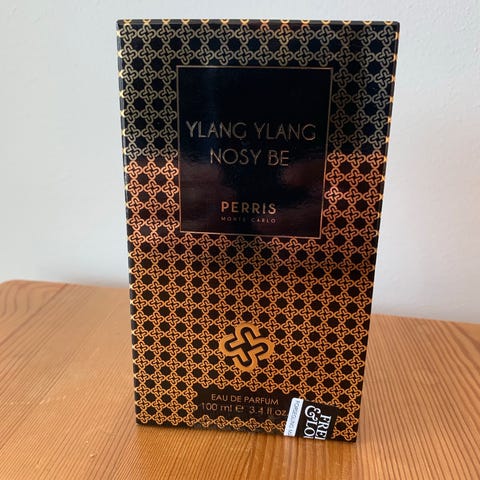 YLANG YLANG
NOSY BE
PERRIS
MONTE CARLO
EAU DE PARFUM
100 ml ℮ 3.4 fl oz